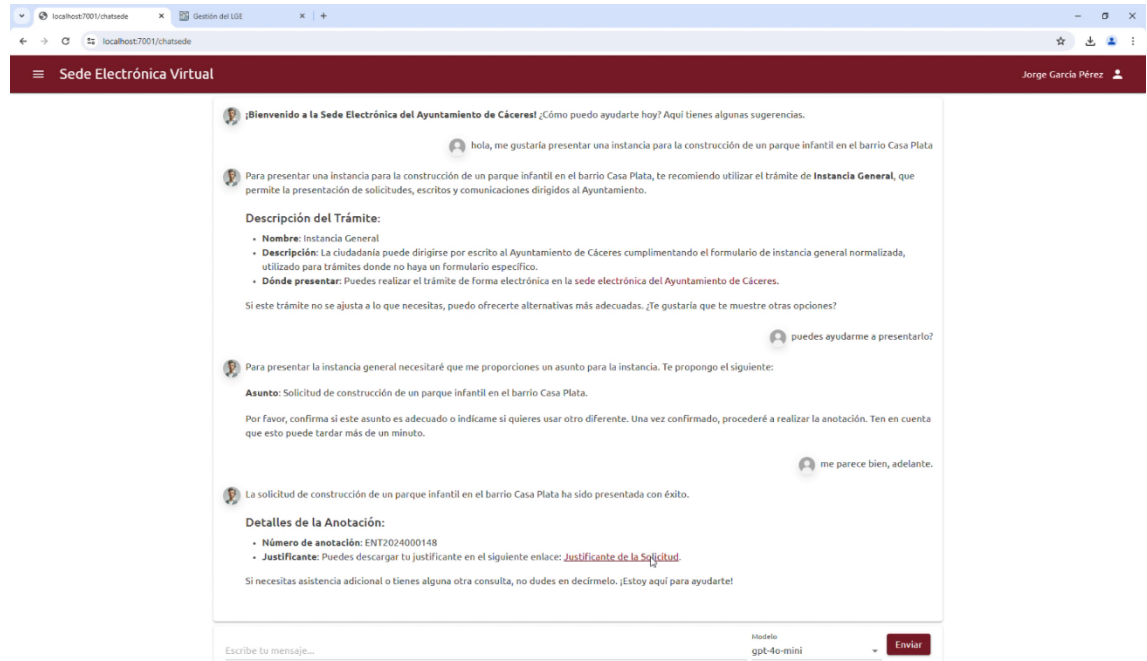 localhost:7001/chatsede
Gestión del LGE
localhost:7001/chatsede
Sede Electrónica Virtual
Jorge García Pérez
¡Bienvenido a la Sede Electrónica del Ayuntamiento de Cáceres! ¿Cómo puedo ayudarte hoy? Aquí tienes algunas sugerencias.
hola, me gustaría presentar una instancia para la construcción de un parque infantil en el barrio Casa Plata
Para presentar una instancia para la construcción de un parque infantil en el barrio Casa Plata, te recomiendo utilizar el trámite de Instancia General, que
permite la presentación de solicitudes, escritos y comunicaciones dirigidos al Ayuntamiento.
Descripción del Trámite:
• Nombre: Instancia General
• Descripción: La ciudadanía puede dirigirse por escrito al Ayuntamiento de Cáceres cumplimentando el formulario de instancia general normalizada,
utilizado para trámites donde no haya un formulario específico.
• Dónde presentar: Puedes realizar el trámite de forma electrónica en la sede electrónica del Ayuntamiento de Cáceres.
Si este trámite no se ajusta a lo que necesitas, puedo ofrecerte alternativas más adecuadas. ¿Te gustaría que te muestre otras opciones?
puedes ayudarme a presentarlo?
Para presentar la instancia general necesitaré que me proporciones un asunto para la instancia. Te propongo el siguiente:
Asunto: Solicitud de construcción de un parque infantil en el barrio Casa Plata.
Por favor, confirma si este asunto es adecuado o indícame si quieres usar otro diferente. Una vez confirmado, procederé a realizar la anotación. Ten en cuenta
que esto puede tardar más de un minuto.
me parece bien, adelante.
La solicitud de construcción de un parque infantil en el barrio Casa Plata ha sido presentada con éxito.
Detalles de la Anotación:
• Número de anotación: ENT2024000148
• Justificante: Puedes descargar tu justificante en el siguiente enlace: Justificante de la Solicitud.
Si necesitas asistencia adicional o tienes alguna otra consulta, no dudes en decírmelo. ¡Estoy aquí para ayudarte!
Escribe tu mensaje...
Modelo
gpt-4o-mini
Enviar